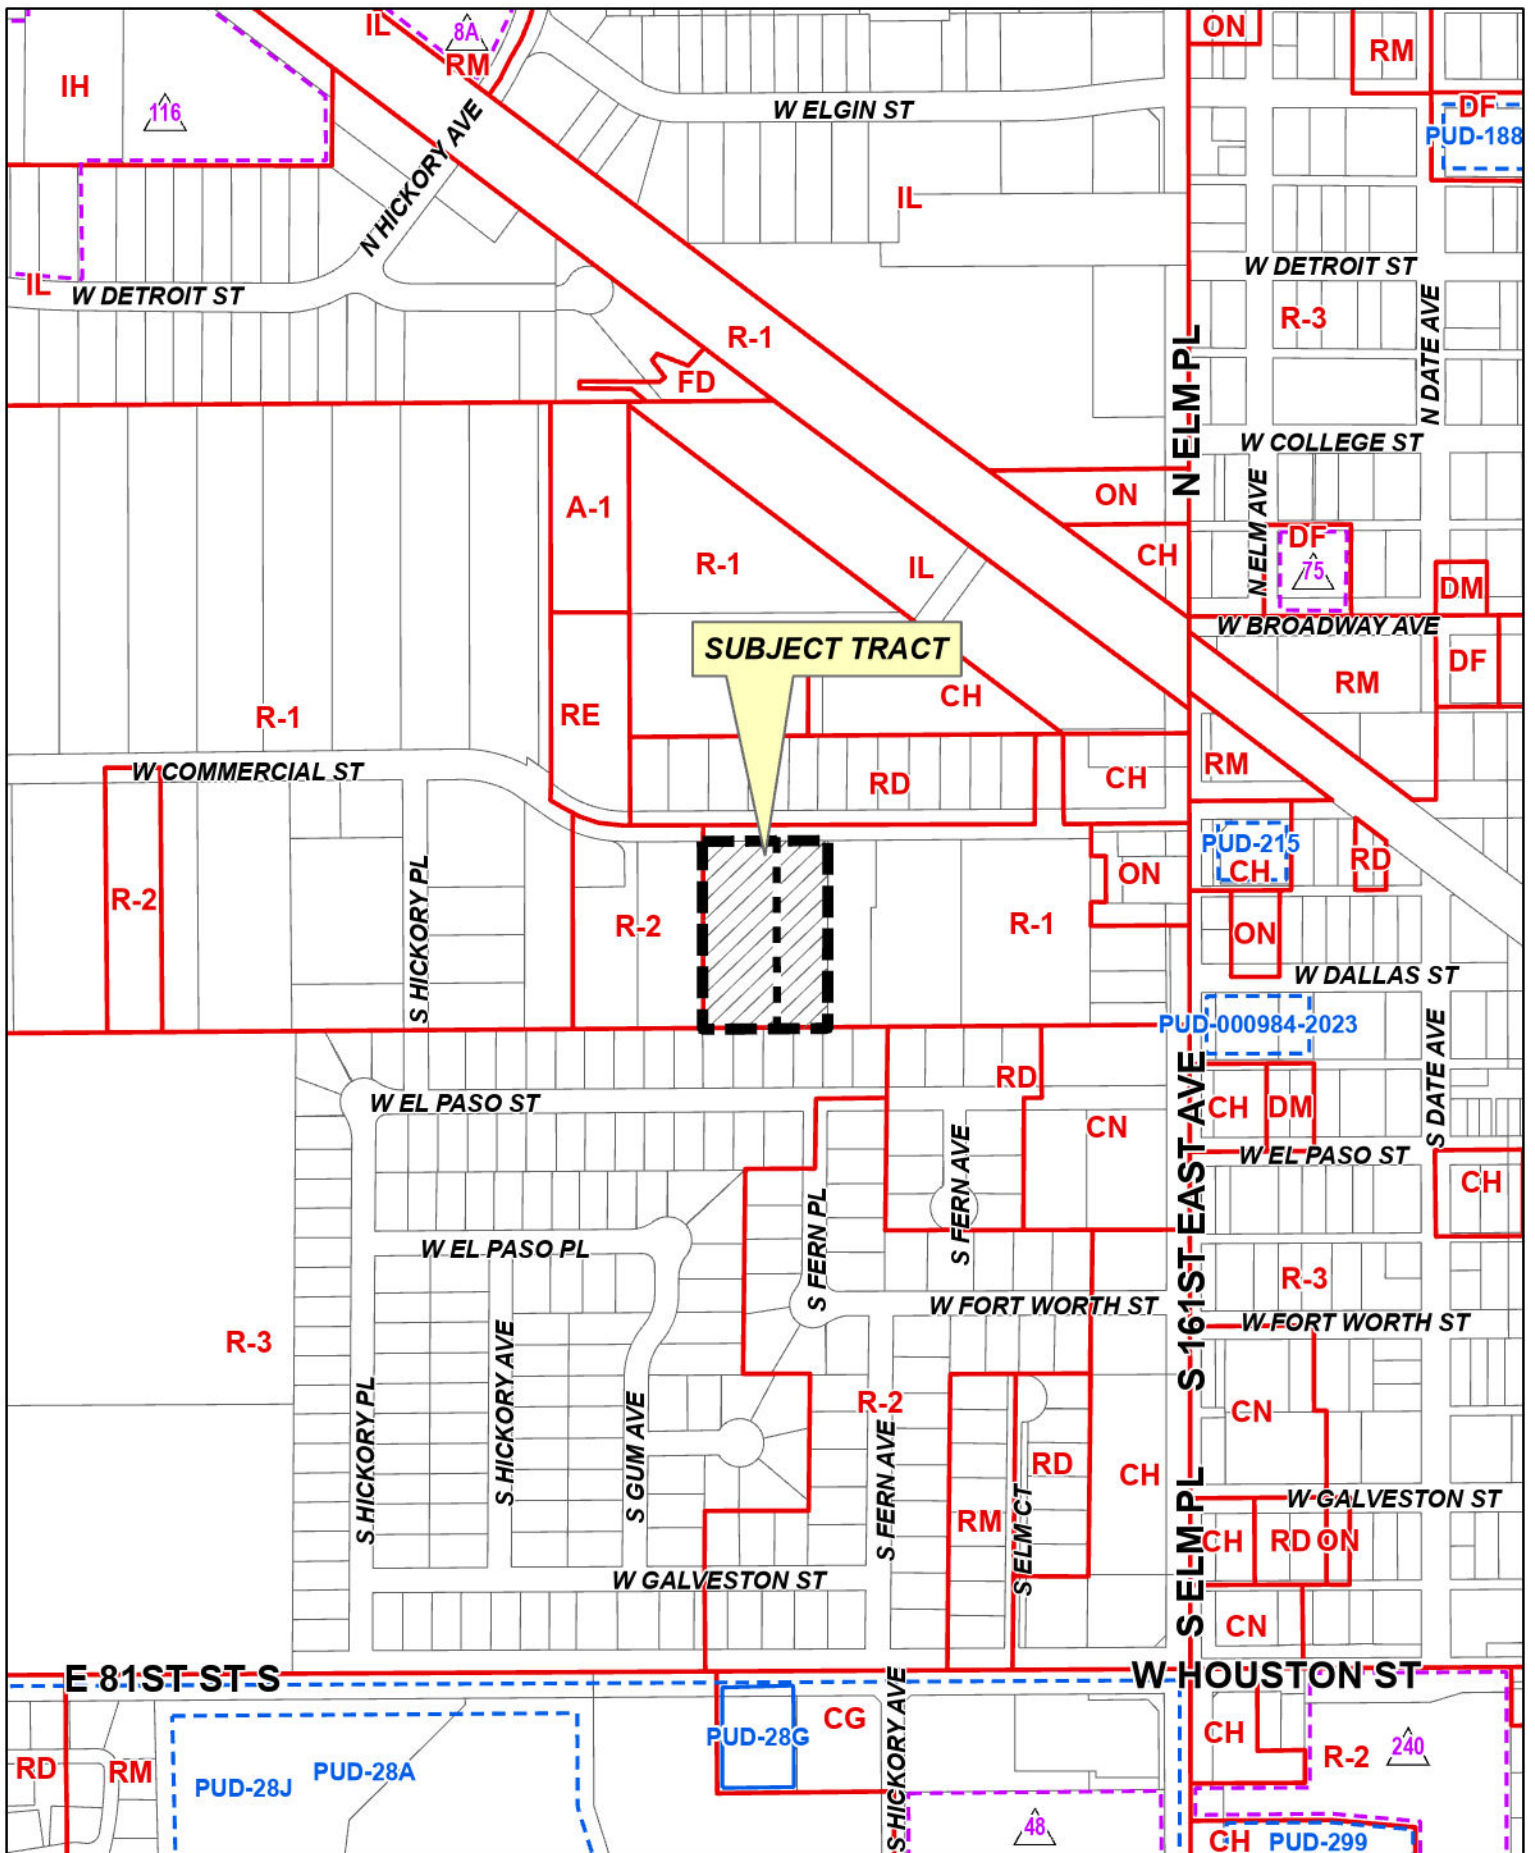 IL
8A
RM
ON
RM
IH
116
W ELGIN ST
DF
PUD-188
N HICKORY AVE
IL
W DETROIT ST
IL
W DETROIT ST
R-3
N DATE AVE
R-1
N ELM PL
FD
W COLLEGE ST
ON
A-1
N ELM AVE
DF
CH
R-1
IL
75
DM
W BROADWAY AVE
SUBJECT TRACT
DF
RM
CH
RE
R-1
W COMMERCIAL ST
RM
RD
CH
PUD-215
CH
RD
ON
R-2
S HICKORY PL
R-2
R-1
ON
W DALLAS ST
PUD-000984-2023
S DATE AVE
RD
W EL PASO ST
CH
DM
CN
S 161ST EAST AVE
W EL PASO ST
S FERN AVE
CH
S FERN PL
W EL PASO PL
R-3
W FORT WORTH ST
W FORT WORTH ST
R-3
S HICKORY PL
S HICKORY AVE
S GUM AVE
R-2
S FERN AVE
CN
RD
CH
S ELM PL
W GALVESTON ST
RM
S ELM CT
CH
RD
ON
W GALVESTON ST
CN
E 81ST ST S
W HOUSTON ST
S HICKORY AVE
CG
PUD-28G
CH
R-2
240
RD
RM
PUD-28A
PUD-28J
48
CH
PUD-299